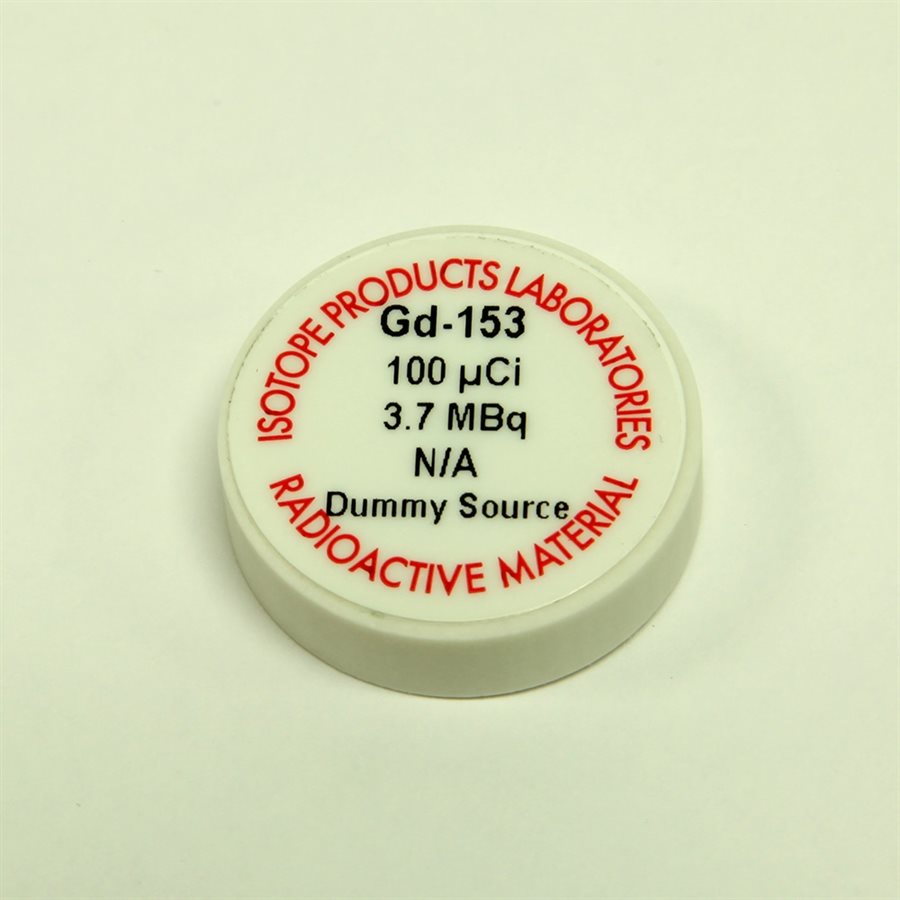 ISOTOPE PRODUCTS LABORATORIES
Gd-153
100 µCi
3.7 MBq
N/A
Dummy Source
RADIOACTIVE MATERIAL